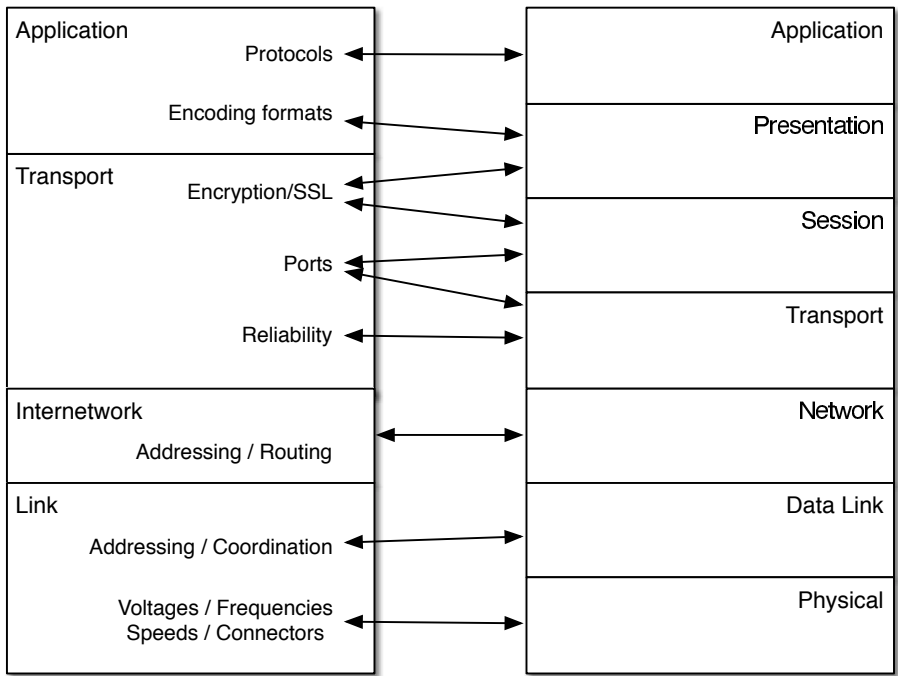 Application
Protocols
Encoding formats
Transport
Encryption/SSL
Ports
Reliability
Internetwork
Addressing / Routing
Link
Addressing / Coordination
Voltages / Frequencies
Speeds / Connectors
Application
Presentation
Session
Transport
Network
Data Link
Physical